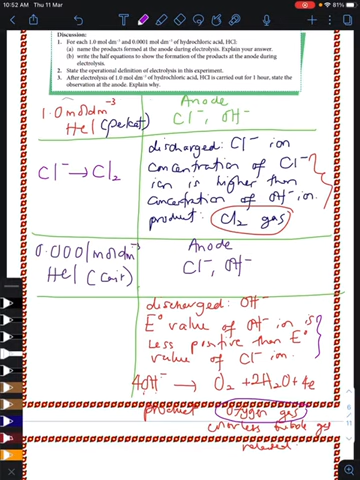 10:52 AM Thu 11 Mar
Discussion:
1. For each 1.0 mol dm⁻³ and 0.0001 mol dm⁻³ of hydrochloric acid, HCl:
(a) name the products formed at the anode during electrolysis. Explain your answer.
(b) write the half equations to show the formation of the products at the anode during
electrolysis.
2. State the operational definition of electrolysis in this experiment.
3. After electrolysis of 1.0 mol dm⁻³ of hydrochloric acid, HCl is carried out for 1 hour, state the
observation at the anode. Explain why.
1.0 moldm⁻³
HCl (pekat)
Anode
Cl⁻, OH⁻
Cl⁻ → Cl₂
discharged: Cl⁻ ion
concentration of Cl⁻
ion is higher than
concentration of OH⁻ ion.
product: Cl₂ gas
0.0001 moldm⁻³
HCl (cair)
Anode
Cl⁻, OH⁻
discharged: OH⁻
E° value of OH⁻ ion is
less positive than E°
value of Cl⁻ ion.
4OH⁻ → O₂ + 2H₂O + 4e
product Oxygen gas
colorless bubble gas
released.